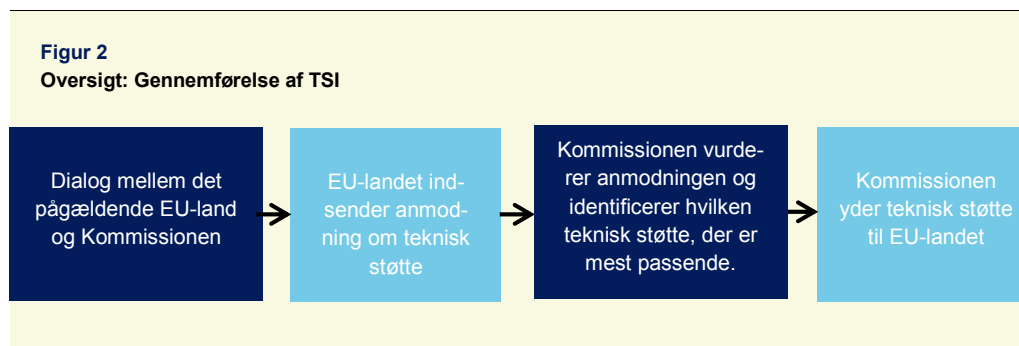 Figur 2
Oversigt: Gennemførelse af TSI
Dialog mellem det
pågældende EU-land
og Kommissionen
EU-landet ind-
sender anmod-
ning om teknisk
støtte
Kommissionen vurde-
rer anmodningen og
identificerer hvilken
teknisk støtte, der er
mest passende.
Kommissionen
yder teknisk støtte
til EU-landet